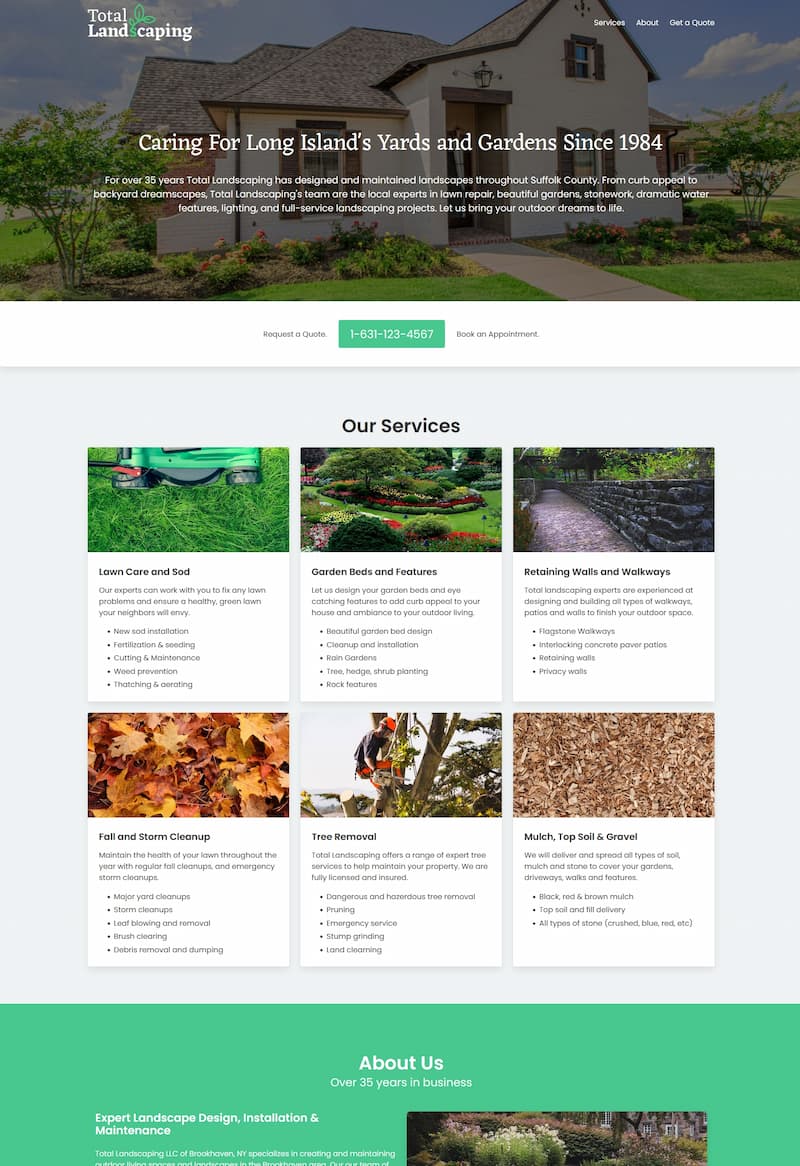 Total
Landscaping
Services About Get a Quote
Caring For Long Island's Yards and Gardens Since 1984
For over 35 years Total Landscaping has designed and maintained landscapes throughout Suffolk County. From curb appeal to
backyard dreamscapes, Total Landscaping's team are the local experts in lawn repair, beautiful gardens, stonework, dramatic water
features, lighting, and full-service landscaping projects. Let us bring your outdoor dreams to life.
Request a Quote. 1-631-123-4567 Book an Appointment.
Our Services
Lawn Care and Sod
Our experts can work with you to fix any lawn
problems and ensure a healthy, green lawn
your neighbors will envy.
• New sod installation
• Fertilization & seeding
• Cutting & Maintenance
• Weed prevention
• Thatching & aerating
Garden Beds and Features
Let us design your garden beds and eye
catching features to add curb appeal to your
house and ambiance to your outdoor living.
• Beautiful garden bed design
• Cleanup and installation
• Rain Gardens
• Tree, hedge, shrub planting
• Rock features
Retaining Walls and Walkways
Total landscaping experts are experienced at
designing and building all types of walkways,
patios and walls to finish your outdoor space.
• Flagstone Walkways
• Interlocking concrete paver patios
• Retaining walls
• Privacy walls
Fall and Storm Cleanup
Maintain the health of your lawn throughout the
year with regular fall cleanups, and emergency
storm cleanups.
• Major yard cleanups
• Storm cleanups
• Leaf blowing and removal
• Brush clearing
• Debris removal and dumping
Tree Removal
Total Landscaping offers a range of expert tree
services to help maintain your property. We are
fully licensed and insured.
• Dangerous and hazerdous tree removal
• Pruning
• Emergency service
• Stump grinding
• Land clearning
Mulch, Top Soil & Gravel
We will deliver and spread all types of soil,
mulch and stone to cover your gardens,
driveways, walks and features.
• Black, red & brown mulch
• Top soil and fill delivery
• All types of stone (crushed, blue, red, etc)
About Us
Over 35 years in business
Expert Landscape Design, Installation &
Maintenance
Total Landscaping LLC of Brookhaven, NY specializes in creating and maintaining
outdoor living spaces and landscapes in the Brookhaven area. Our our team of